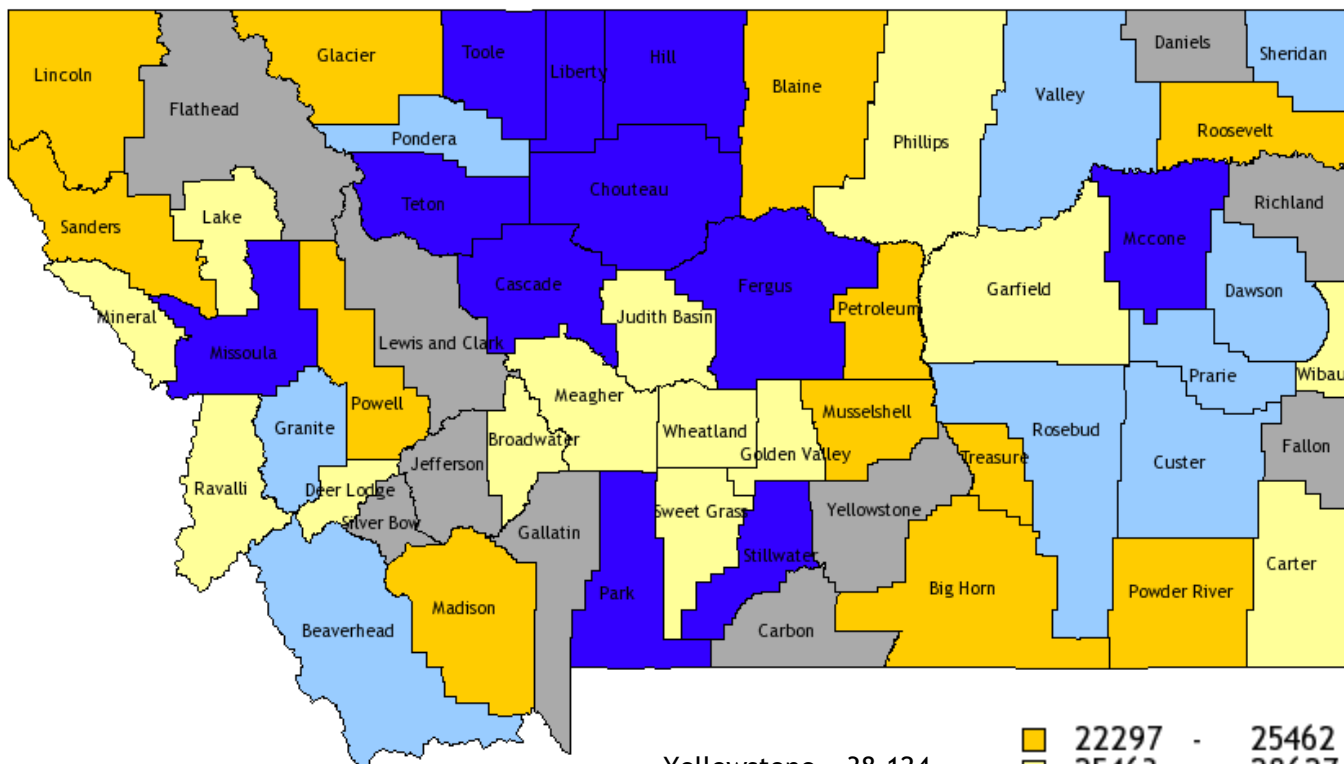 Daniels
Toole
Sheridan
Glacier
Hill
Liberty
Lincoln
Blaine
Valley
Flathead
Roosevelt
Pondera
Phillips
Chouteau
Teton
Richland
Lake
Sanders
Mccone
Cascade
Fergus
Garfield
Dawson
Petroleum
Mineral
Judith Basin
Lewis and Clark
Missoula
Prarie
Wibau
Meagher
Powell
Musselshell
Granite
Wheatland
Rosebud
Broadwater
Fallon
Golden Valley
Treasure
Jefferson
Custer
Ravalli
Deer Lodge
Sweet Grass
Yellowstone
Silver Bow
Gallatin
Stillwater
Carter
Big Horn
Park
Powder River
Madison
Beaverhead
Carbon
22297 - 25462